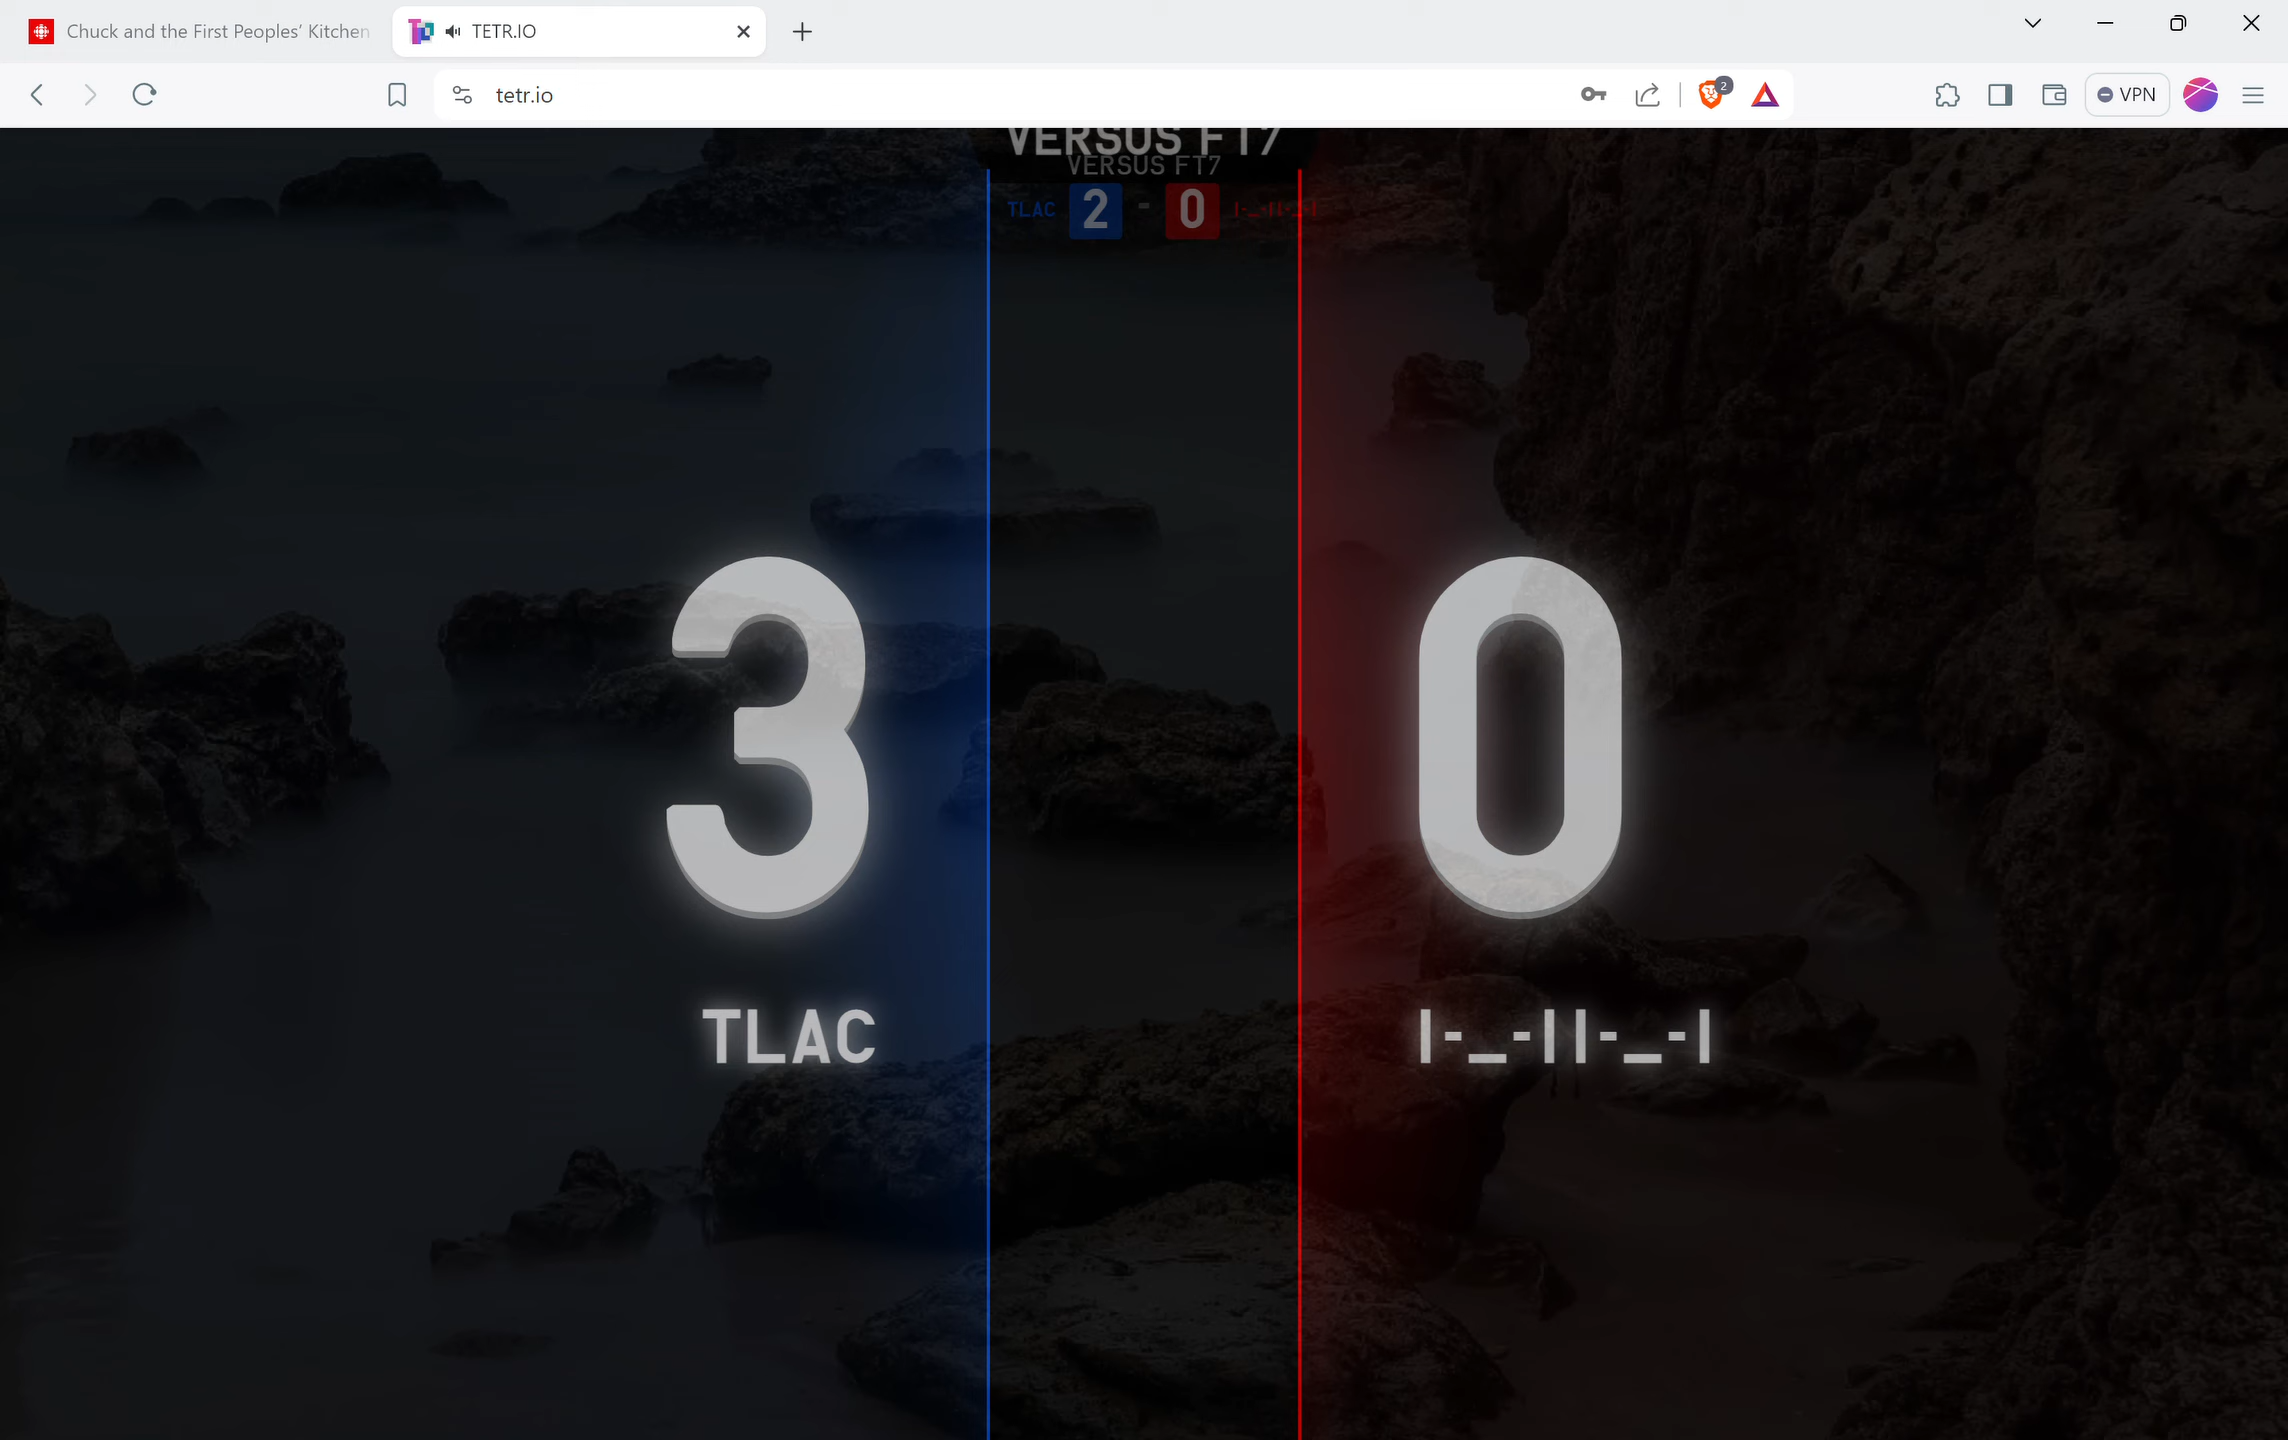 Chuck and the First Peoples’ Kitchen
TETR.IO
tetr.io
2
VPN
VERSUS FT7
VERSUS FT7
TLAC 2 - 0 |-_-||-_-|
3 0
TLAC |-_-||-_-|